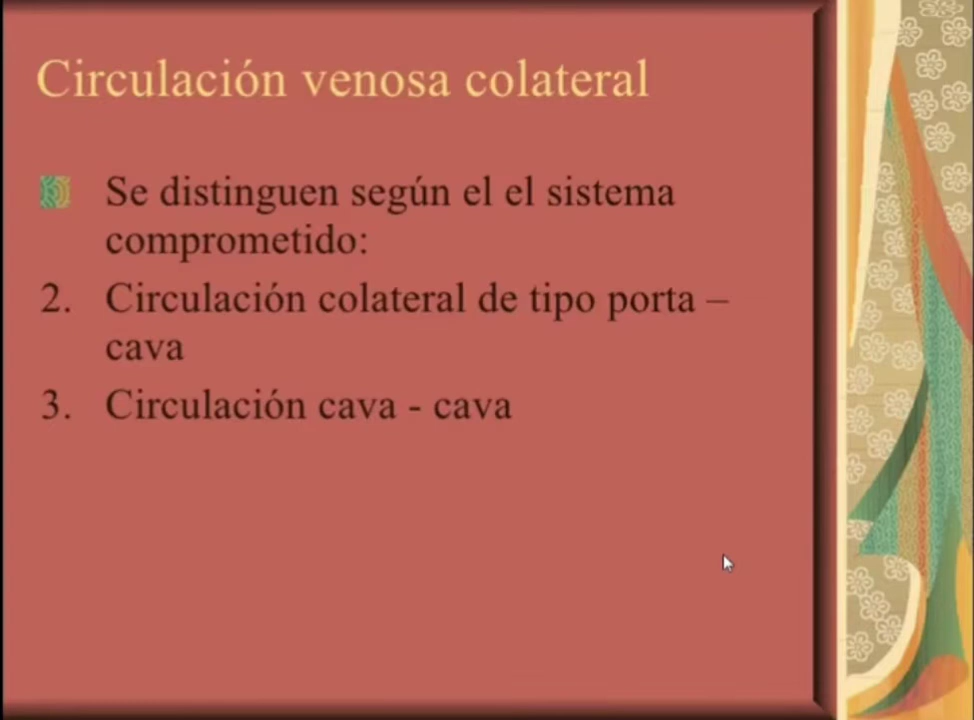 Circulación venosa colateral
Se distinguen según el el sistema
comprometido:
2. Circulación colateral de tipo porta –
cava
3. Circulación cava - cava